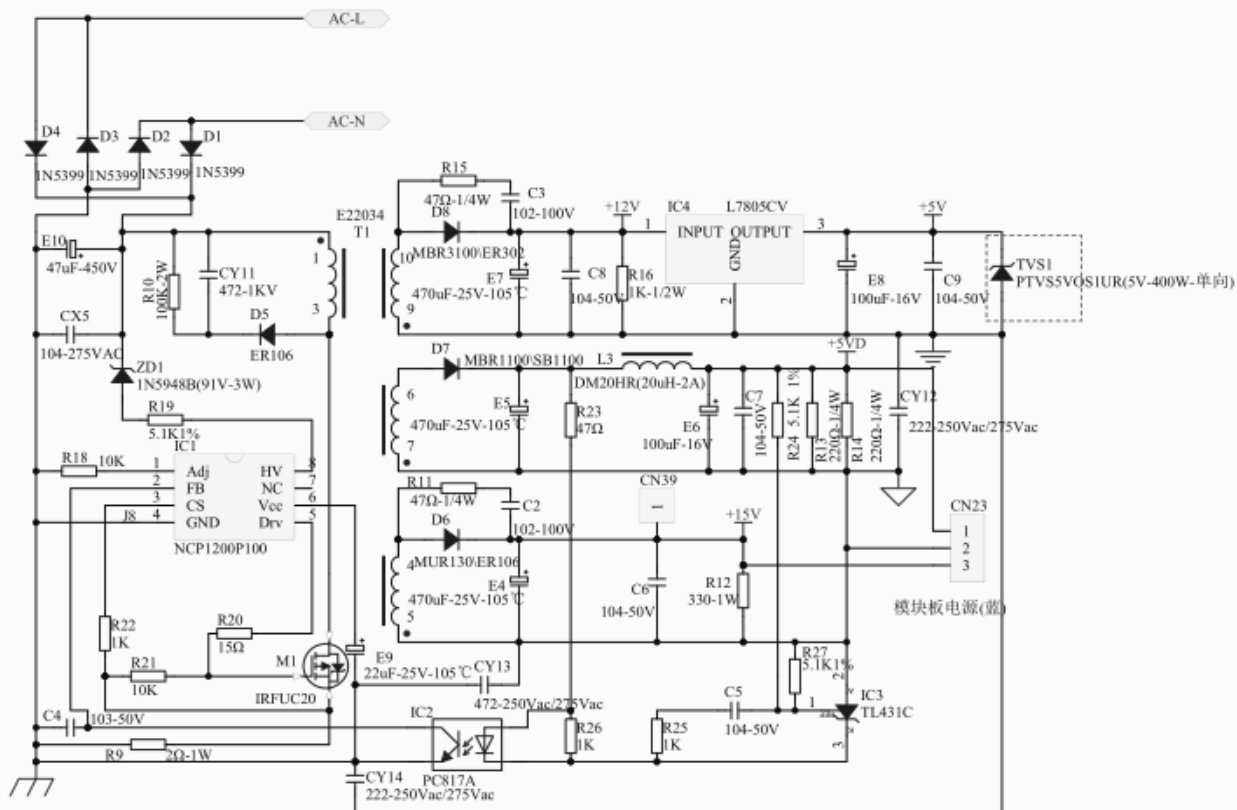 AC-L
AC-N
D4
D3
D2
D1
1N5399
1N5399
1N5399
1N5399
R15
47Ω-1/4W
C3
102-100V
D8
MBR3100\ER302
E22034
T1
1
3
10
9
+12V
IC4
L7805CV
1
INPUT OUTPUT
GND
2
3
+5V
E10
47uF-450V
R10
100K-2W
CY11
472-1KV
D5
ER106
E7
470uF-25V-105℃
C8
104-50V
R16
1K-1/2W
E8
100uF-16V
C9
104-50V
TVS1
PTVS5VOS1UR(5V-400W-单向)
CX5
104-275VAC
ZD1
1N5948B(91V-3W)
D7
MBR1100\SB1100
L3
DM20HR(20uH-2A)
+5VD
6
7
E5
470uF-25V-105℃
R23
47Ω
E6
100uF-16V
C7
104-50V
R24 5.1K 1%
R13
220Ω-1/4W
R14
220Ω-1/4W
CY12
222-250Vac/275Vac
R19
5.1K1%
IC1
R18
10K
1
2
3
4
Adj
FB
CS
GND
HV
NC
Vcc
Drv
8
7
6
5
J8
NCP1200P100
R11
47Ω-1/4W
C2
102-100V
D6
MUR130\ER106
4
5
E4
470uF-25V-105℃
CN39
1
+15V
C6
104-50V
R12
330-1W
CN23
1
2
3
模块板电源(蓝)
R22
1K
R20
15Ω
R21
10K
M1
IRFUC20
E9
22uF-25V-105℃
CY13
472-250Vac/275Vac
R27
5.1K1%
2
1
3
IC3
TL431C
C5
104-50V
C4
103-50V
R9
2Ω-1W
IC2
PC817A
R26
1K
R25
1K
CY14
222-250Vac/275Vac